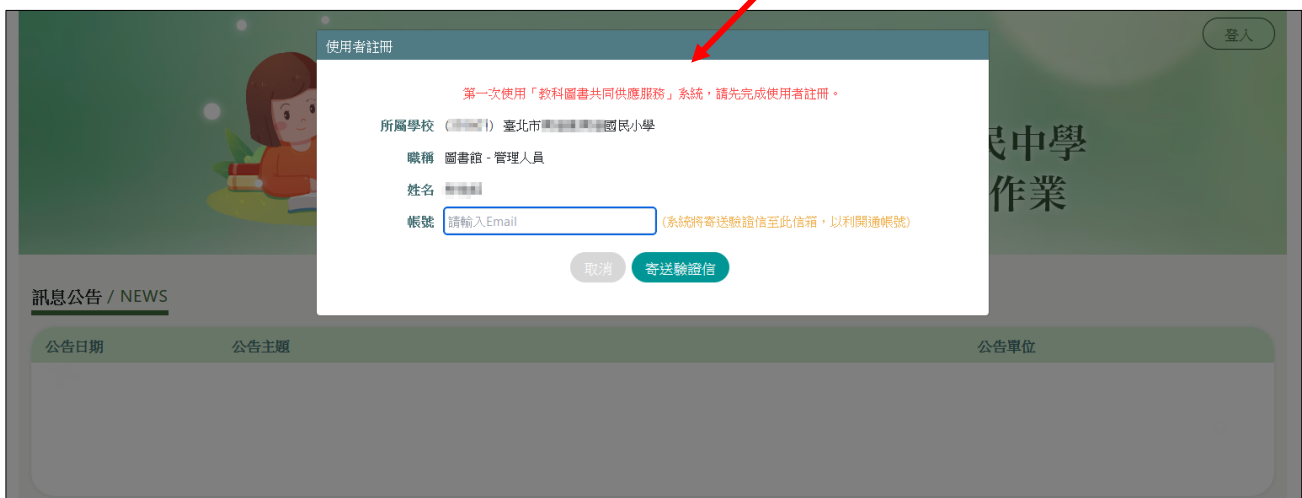 登入
使用者註冊
第一次使用「教科圖書共同供應服務」系統，請先完成使用者註冊。
所屬學校 ( ) 臺北市 國民小學
職稱 圖書館 - 管理人員
姓名
帳號 請輸入Email (系統將寄送驗證信至此信箱，以利開通帳號)
取消 寄送驗證信
民中學
作業
訊息公告 / NEWS
公告日期 公告主題 公告單位